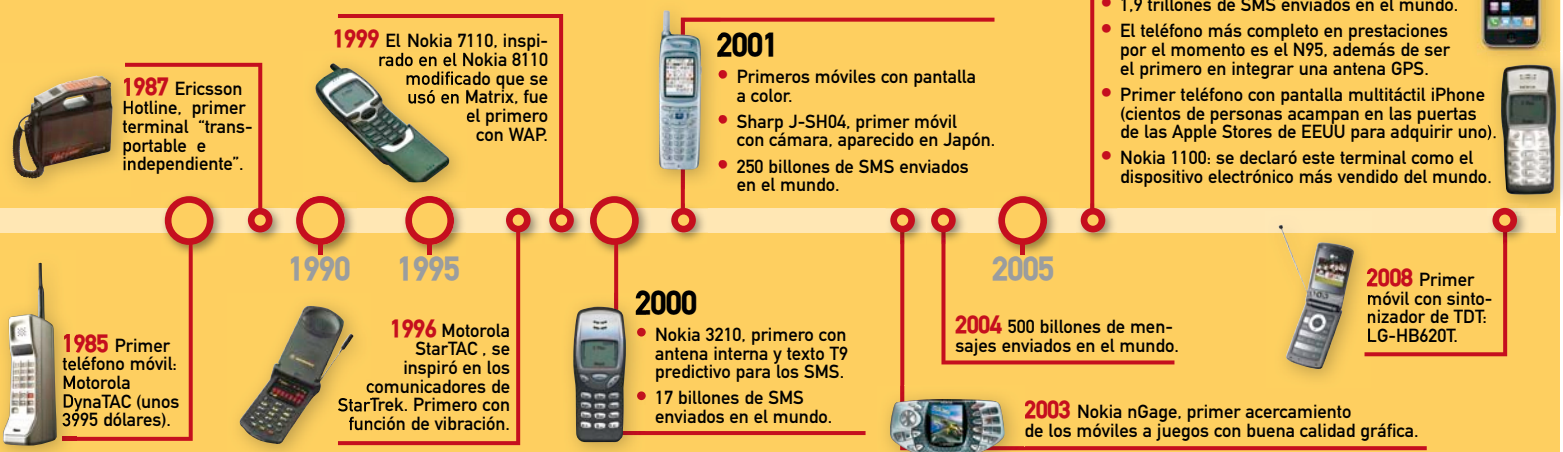 1987 Ericsson
Hotline, primer
terminal “trans-
portable e
independiente”.
1999 El Nokia 7110, inspi-
rado en el Nokia 8110
modificado que se
usó en Matrix, fue
el primero
con WAP.
2001
• Primeros móviles con pantalla
a color.
• Sharp J-SH04, primer móvil
con cámara, aparecido en Japón.
• 250 billones de SMS enviados
en el mundo.
• 1,9 trillones de SMS enviados en el mundo.
• El teléfono más completo en prestaciones
por el momento es el N95, además de ser
el primero en integrar una antena GPS.
• Primer teléfono con pantalla multitáctil iPhone
(cientos de personas acampan en las puertas
de las Apple Stores de EEUU para adquirir uno).
• Nokia 1100: se declaró este terminal como el
dispositivo electrónico más vendido del mundo.
1990
1995
2005
1985 Primer
teléfono móvil:
Motorola
DynaTAC (unos
3995 dólares).
1996 Motorola
StarTAC , se
inspiró en los
comunicadores de
StarTrek. Primero con
función de vibración.
2000
• Nokia 3210, primero con
antena interna y texto T9
predictivo para los SMS.
• 17 billones de SMS
enviados en el mundo.
2004 500 billones de men-
sajes enviados en el mundo.
2003 Nokia nGage, primer acercamiento
de los móviles a juegos con buena calidad gráfica.
2008 Primer
móvil con sinto-
nizador de TDT:
LG-HB620T.